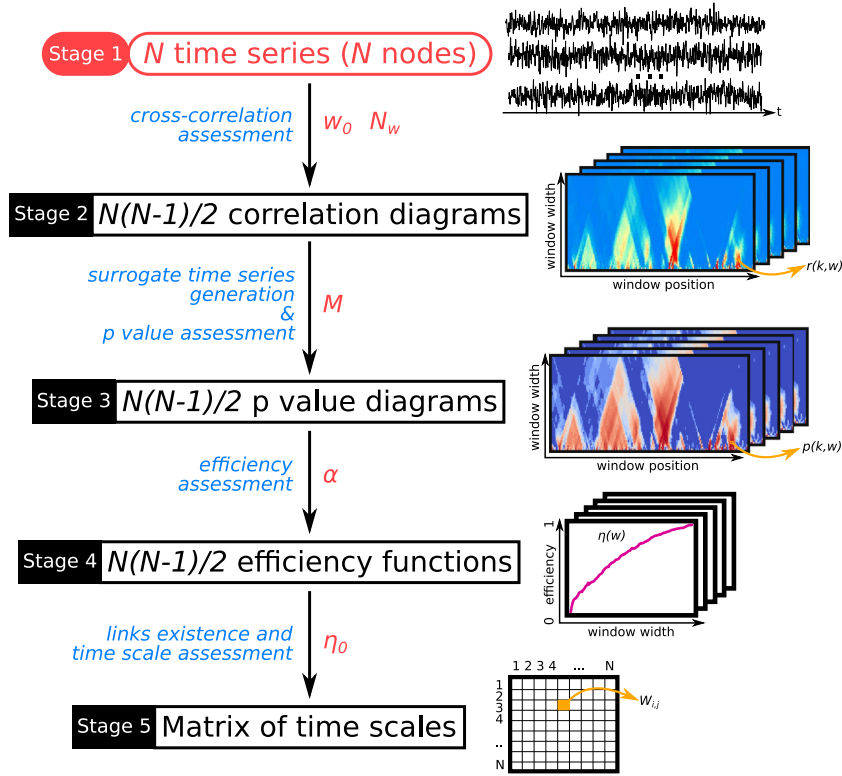 Stage 1 N time series (N nodes)
t
cross-correlation
assessment
w0 Nw
Stage 2 N(N-1)/2 correlation diagrams
window width
window position
r(k,w)
surrogate time series
generation
&
p value assessment
M
Stage 3 N(N-1)/2 p value diagrams
window width
window position
p(k,w)
efficiency
assessment
α
Stage 4 N(N-1)/2 efficiency functions
0 efficiency 1
η(w)
window width
links existence and
time scale assessment
η0
Stage 5 Matrix of time scales
1 2 3 4 ... N
1
2
3
4
..
N
Wi,j